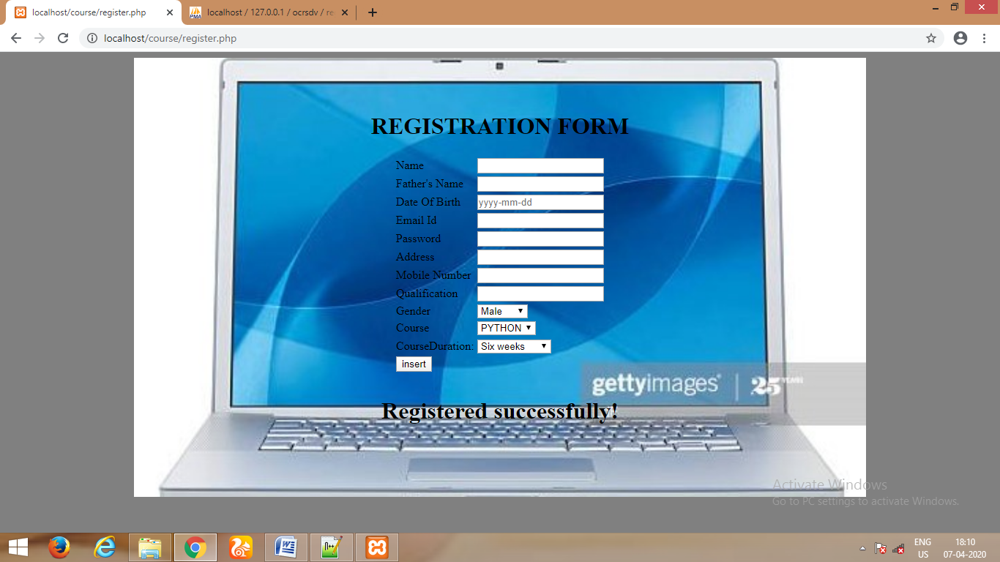 localhost/course/register.php
localhost / 127.0.0.1 / ocrsdv / re
localhost/course/register.php
REGISTRATION FORM
Name
Father's Name
Date Of Birth yyyy-mm-dd
Email Id
Password
Address
Mobile Number
Qualification
Gender Male
Course PYTHON
CourseDuration: Six weeks
insert
gettyimages® 25 YEARS
Registered successfully!
Activate Windows
Go to PC settings to activate Windows.
ENG 18:10
US 07-04-2020